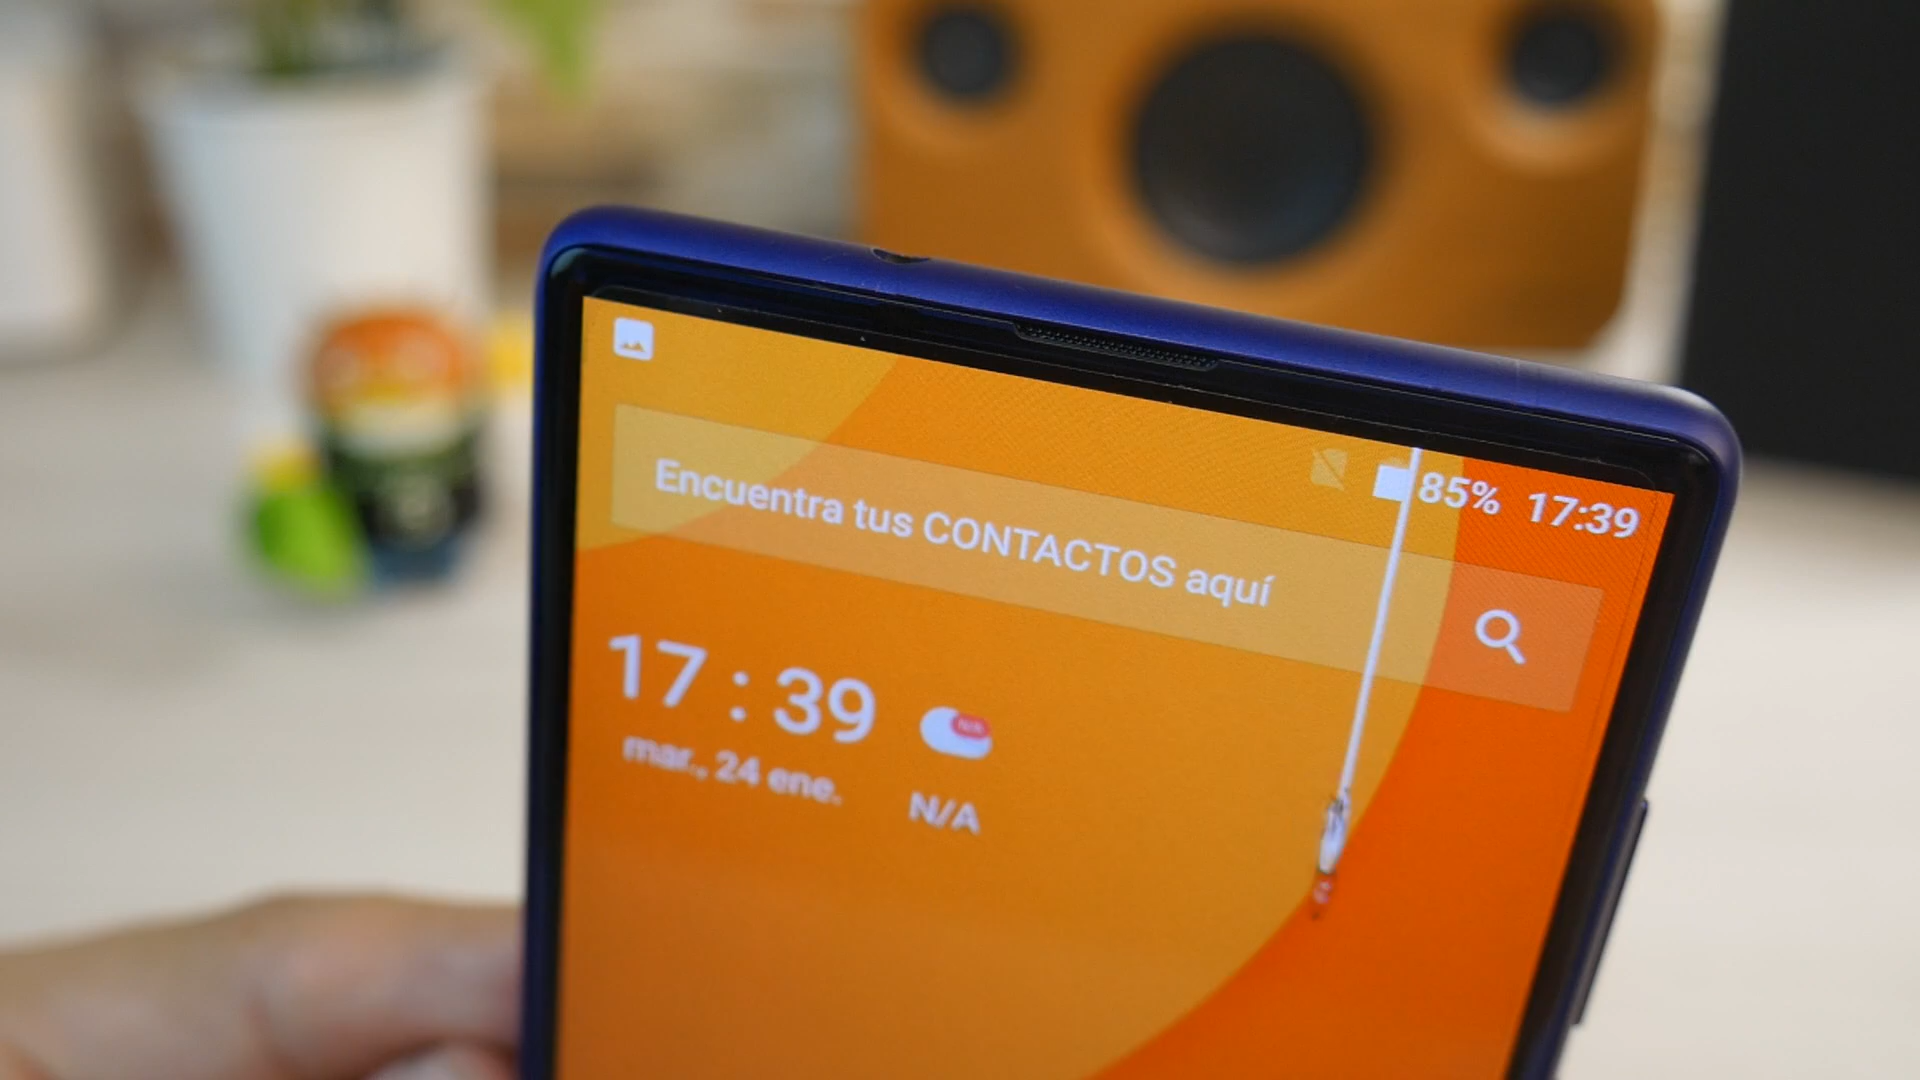 85% 17:39
Encuentra tus CONTACTOS aquí
17 : 39
mar., 24 ene.
N/A
N/A